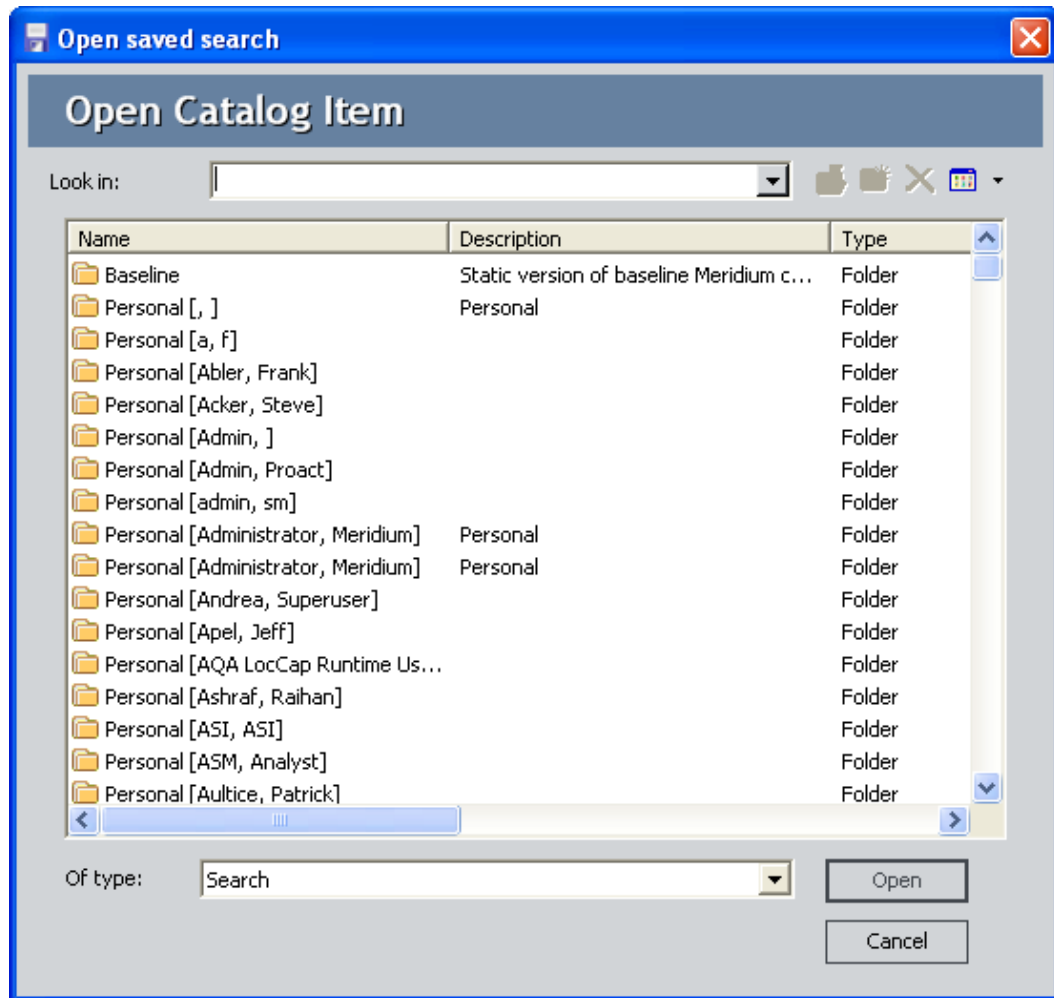 Open saved search
Open Catalog Item
Look in:
Name Description Type
Baseline Static version of baseline Meridium c... Folder
Personal [, ] Personal Folder
Personal [a, f] Folder
Personal [Abler, Frank] Folder
Personal [Acker, Steve] Folder
Personal [Admin, ] Folder
Personal [Admin, Proact] Folder
Personal [admin, sm] Folder
Personal [Administrator, Meridium] Personal Folder
Personal [Administrator, Meridium] Personal Folder
Personal [Andrea, Superuser] Folder
Personal [Apel, Jeff] Folder
Personal [AQA LocCap Runtime Us... Folder
Personal [Ashraf, Raihan] Folder
Personal [ASI, ASI] Folder
Personal [ASM, Analyst] Folder
Personal [Aultice, Patrick] Folder
Of type: Search Open
Cancel